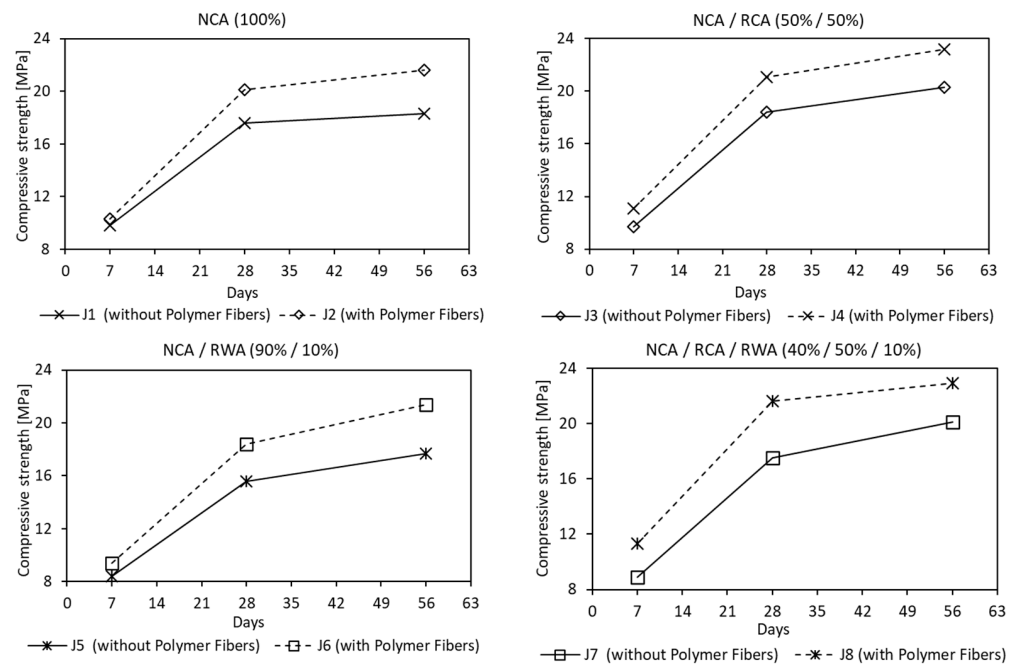 NCA (100%)
Compressive strength [MPa]
24
20
16
12
8
0 7 14 21 28 35 42 49 56 63
Days
J1 (without Polymer Fibers) J2 (with Polymer Fibers)
NCA / RCA (50% / 50%)
Compressive strength [MPa]
24
20
16
12
8
0 7 14 21 28 35 42 49 56 63
Days
J3 (without Polymer Fibers) J4 (with Polymer Fibers)
NCA / RWA (90% / 10%)
Compressive strength [MPa]
24
20
16
12
8
0 7 14 21 28 35 42 49 56 63
Days
J5 (without Polymer Fibers) J6 (with Polymer Fibers)
NCA / RCA / RWA (40% / 50% / 10%)
Compressive strength [MPa]
24
20
16
12
8
0 7 14 21 28 35 42 49 56 63
Days
J7 (without Polymer Fibers) J8 (with Polymer Fibers)